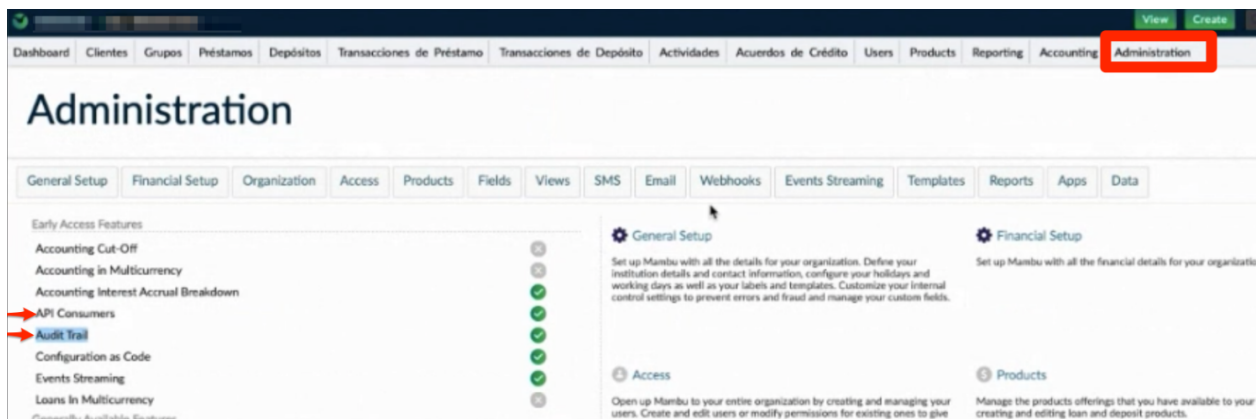 View Create
Dashboard Clientes Grupos Préstamos Depósitos Transacciones de Préstamo Transacciones de Depósito Actividades Acuerdos de Crédito Users Products Reporting Accounting Administration
Administration
General Setup Financial Setup Organization Access Products Fields Views SMS Email Webhooks Events Streaming Templates Reports Apps Data
Early Access Features
Accounting Cut-Off
Accounting in Multicurrency
Accounting Interest Accrual Breakdown
API Consumers
Audit Trail
Configuration as Code
Events Streaming
Loans In Multicurrency
Generally Available Features
General Setup
Set up Mambu with all the details for your organization. Define your
institution details and contact information, configure your holidays and
working days as well as your labels and templates. Customize your internal
control settings to prevent errors and fraud and manage your custom fields.
Financial Setup
Set up Mambu with all the financial details for your organizatio
Access
Open up Mambu to your entire organization by creating and managing your
users. Create and edit users or modify permissions for existing ones to give
Products
Manage the products offerings that you have available to your
creating and editing loan and deposit products.